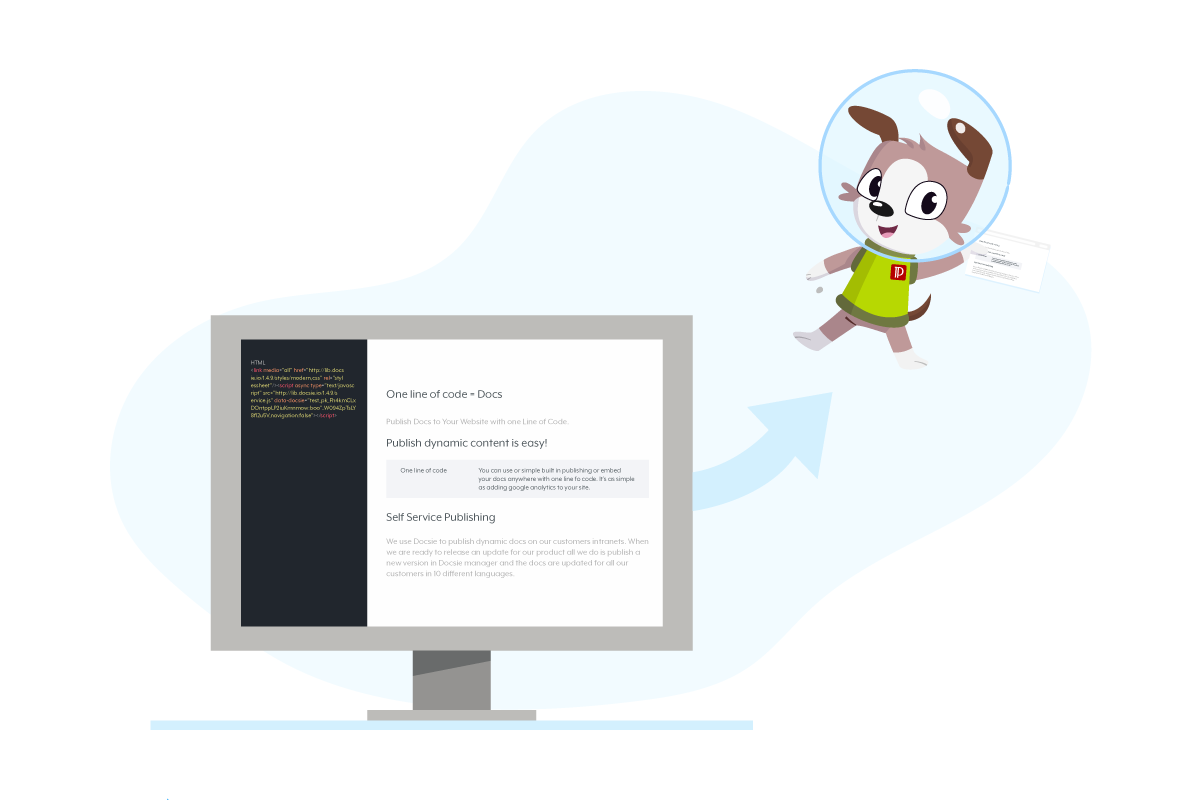 HTML
<link media="all" href="http://lib.docs
ie.io/1.4.9/styles/modern.css" rel="styl
esheet"/><script async type="text/javasc
ript" src="http://lib.docsie.io/1.4.9/s
ervice.js" data-docsie="
navigation:false"></script>
One line of code = Docs
Publish Docs to Your Website with one Line of Code.
Publish dynamic content is easy!
One line of code
You can use or simple built in publishing or embed
your docs anywhere with one line fo code. It's as simple
as adding google analytics to your site.
Self Service Publishing
We use Docsie to publish dynamic docs on our customers intranets. When
we are ready to release an update for our product all we do is publish a
new version in Docsie manager and the docs are updated for all our
customers in 10 different languages.